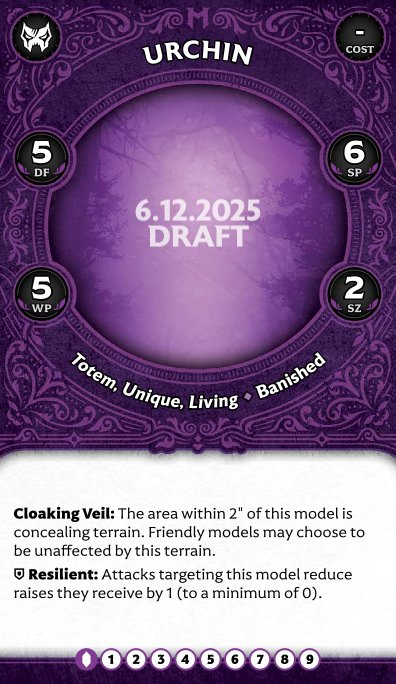 URCHIN
-
COST
5
DF
6
SP
6.12.2025
DRAFT
5
WP
2
SZ
Totem, Unique, Living ♦ Banished
Cloaking Veil: The area within 2" of this model is
concealing terrain. Friendly models may choose to
be unaffected by this terrain.
Resilient: Attacks targeting this model reduce
raises they receive by 1 (to a minimum of 0).
1 2 3 4 5 6 7 8 9